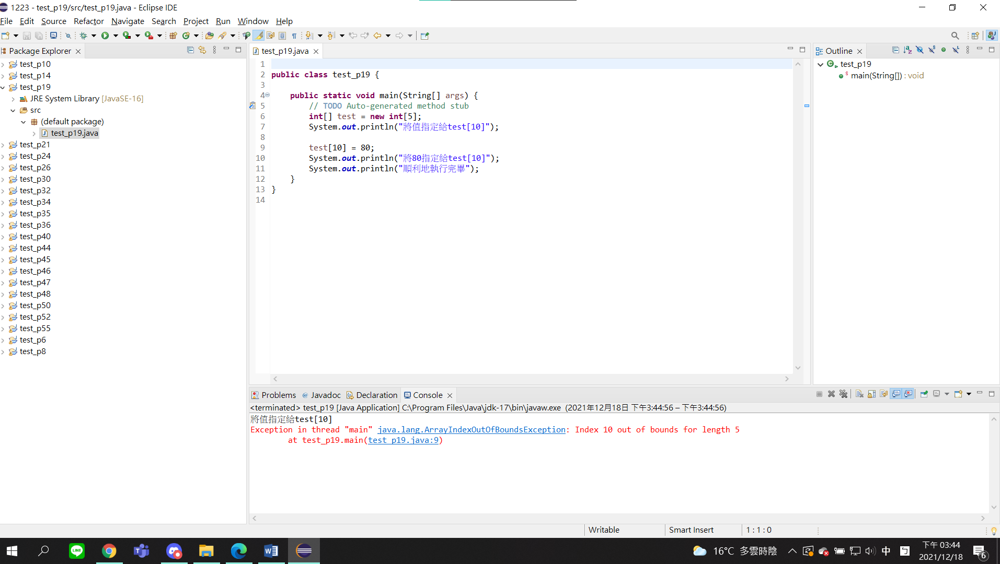 1223 - test_p19/src/test_p19.java - Eclipse IDE
File Edit Source Refactor Navigate Search Project Run Window Help
Package Explorer
test_p10
test_p14
test_p19
JRE System Library [JavaSE-16]
src
(default package)
test_p19.java
test_p21
test_p24
test_p26
test_p30
test_p32
test_p34
test_p35
test_p36
test_p40
test_p44
test_p45
test_p46
test_p47
test_p48
test_p50
test_p52
test_p55
test_p6
test_p8
test_p19.java
1
2 public class test_p19 {
3
4 public static void main(String[] args) {
5 // TODO Auto-generated method stub
6 int[] test = new int[5];
7 System.out.println("將值指定給test[10]");
8
9 test[10] = 80;
10 System.out.println("將80指定給test[10]");
11 System.out.println("順利地執行完畢");
12 }
13 }
14
Outline
test_p19
main(String[]) : void
Problems Javadoc Declaration Console
<terminated> test_p19 [Java Application] C:\Program Files\Java\jdk-17\bin\javaw.exe (2021年12月18日 下午3:44:56 – 下午3:44:56)
將值指定給test[10]
Exception in thread "main" java.lang.ArrayIndexOutOfBoundsException: Index 10 out of bounds for length 5
at test_p19.main(test_p19.java:9)
Writable Smart Insert 1 : 1 : 0
LINE
16°C 多雲時陰
中
下午 03:44
2021/12/18
6